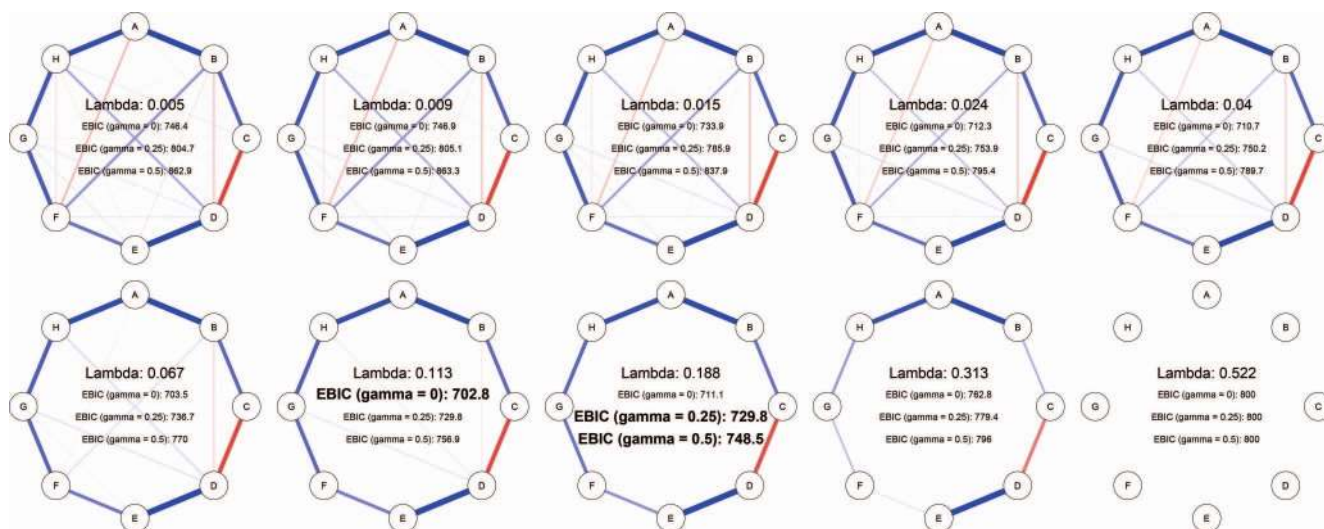 A A A A A
H B H B H B H B H B
Lambda: 0.005 Lambda: 0.009 Lambda: 0.015 Lambda: 0.024 Lambda: 0.04
EBIC (gamma = 0): 746.4 EBIC (gamma = 0): 746.9 EBIC (gamma = 0): 733.9 EBIC (gamma = 0): 712.3 EBIC (gamma = 0): 710.7
G C G C G C G C G C
EBIC (gamma = 0.25): 804.7 EBIC (gamma = 0.25): 805.1 EBIC (gamma = 0.25): 785.9 EBIC (gamma = 0.25): 753.9 EBIC (gamma = 0.25): 750.2
EBIC (gamma = 0.5): 862.9 EBIC (gamma = 0.5): 863.3 EBIC (gamma = 0.5): 837.9 EBIC (gamma = 0.5): 795.4 EBIC (gamma = 0.5): 789.7
F D F D F D F D F D
E E E E E
A A A A A
H B H B H B H B H B
Lambda: 0.067 Lambda: 0.113 Lambda: 0.188 Lambda: 0.313 Lambda: 0.522
EBIC (gamma = 0): 703.5 EBIC (gamma = 0): 702.8 EBIC (gamma = 0): 711.1 EBIC (gamma = 0): 762.8 EBIC (gamma = 0): 800
G C G C G C G C G C
EBIC (gamma = 0.25): 736.7 EBIC (gamma = 0.25): 729.8 EBIC (gamma = 0.25): 729.8 EBIC (gamma = 0.25): 779.4 EBIC (gamma = 0.25): 800
EBIC (gamma = 0.5): 770 EBIC (gamma = 0.5): 756.9 EBIC (gamma = 0.5): 748.5 EBIC (gamma = 0.5): 796 EBIC (gamma = 0.5): 800
F D F D F D F D F D
E E E E E